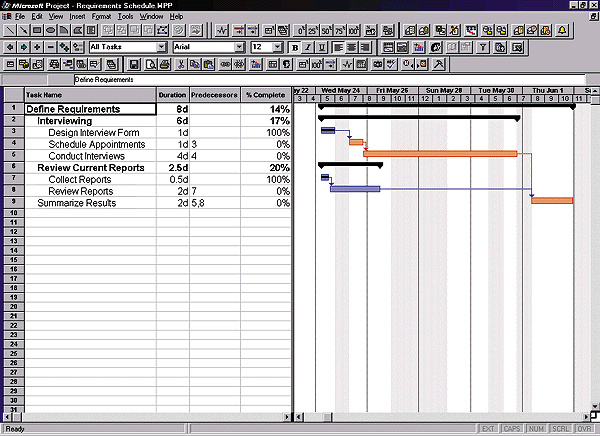 Microsoft Project - Requirements Schedule.MPP
File Edit View Insert Format Tools Window Help
0% 25% 50% 75% 100%
All Tasks Arial 12 B I U
Define Requirements
Task Name Duration Predecessors % Complete
y 22 Wed May 24 Fri May 26 Sun May 28 Tue May 30 Thu Jun 1 Sa
3 4 5 6 7 8 9 10 11 12 1 2 3 4 5 6 7 8 9 10 11
1 Define Requirements 8d 14%
2 Interviewing 6d 17%
3 Design Interview Form 1d 100%
4 Schedule Appointments 1d 3 0%
5 Conduct Interviews 4d 4 0%
6 Review Current Reports 2.5d 20%
7 Collect Reports 0.5d 100%
8 Review Reports 2d 7 0%
9 Summarize Results 2d 5,8 0%
10
11
12
13
14
15
16
17
18
19
20
21
22
23
24
25
26
27
28
29
30
31
Ready EXT CAPS NUM SCRL OVR